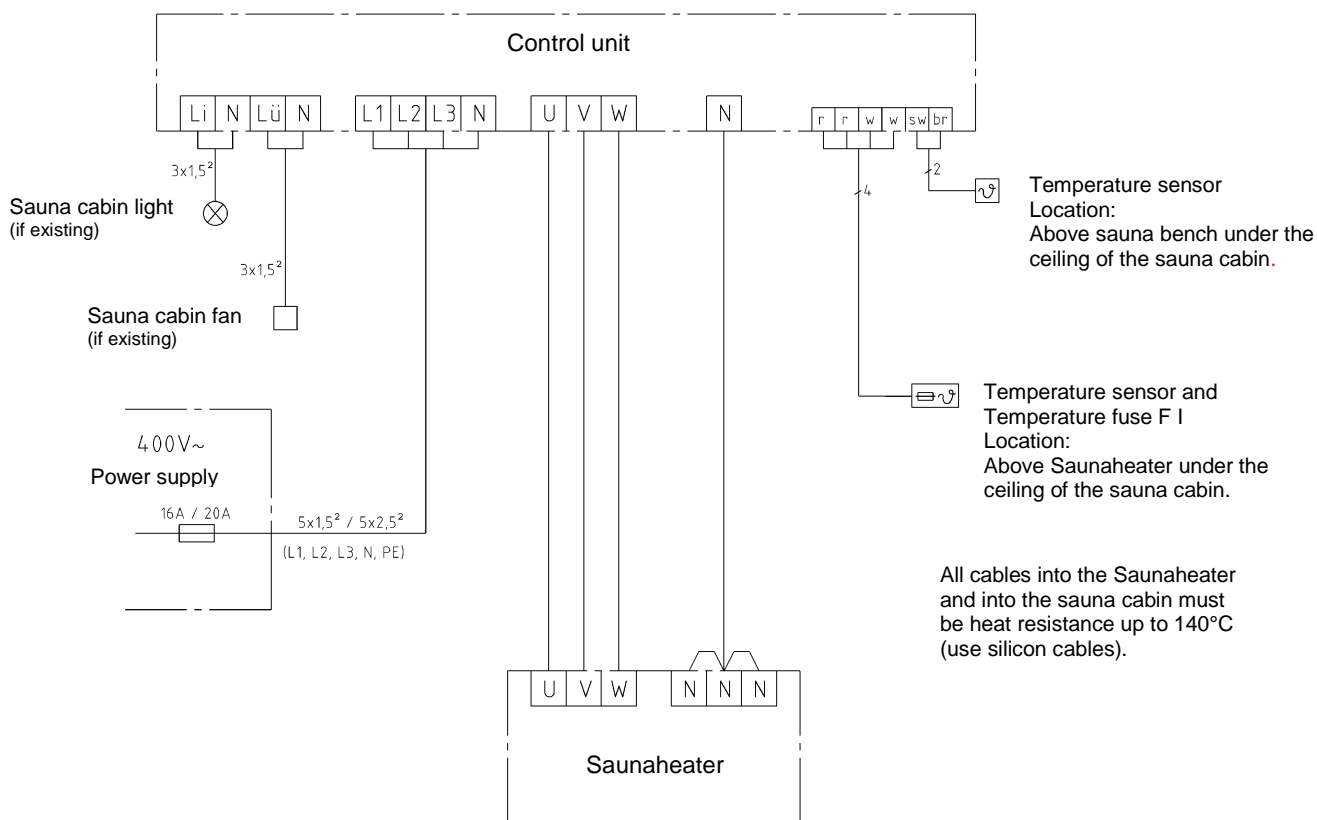 Control unit
Li N Lü N
L1 L2 L3 N
U V W
N
r r w w sw br
3x1,5²
Sauna cabin light
(if existing)
3x1,5²
Sauna cabin fan
(if existing)
4
2
Temperature sensor
Location:
Above sauna bench under the
ceiling of the sauna cabin.
Temperature sensor and
Temperature fuse F I
Location:
Above Saunaheater under the
ceiling of the sauna cabin.
400V~
Power supply
16A / 20A
5x1,5² / 5x2,5²
(L1, L2, L3, N, PE)
All cables into the Saunaheater
and into the sauna cabin must
be heat resistance up to 140°C
(use silicon cables).
U V W
N N N
Saunaheater